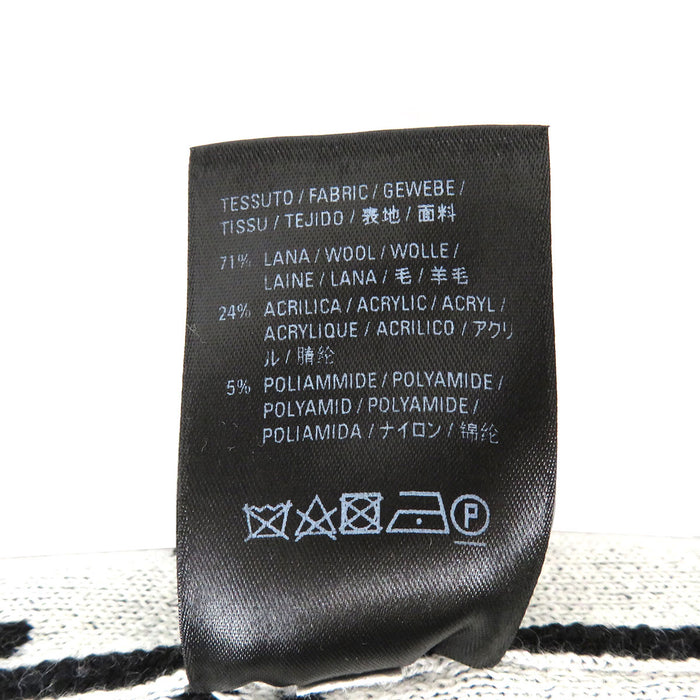 TESSUTO / FABRIC / GEWEBE /
TISSU / TEJIDO / 表地 / 面料
71% LANA / WOOL / WOLLE /
LAINE / LANA / 毛 / 羊毛
24% ACRILICA / ACRYLIC / ACRYL /
ACRYLIQUE / ACRILICO / アクリ
ル / 腈纶
5% POLIAMMIDE / POLYAMIDE /
POLYAMID / POLYAMIDE /
POLIAMIDA / ナイロン / 锦纶
P